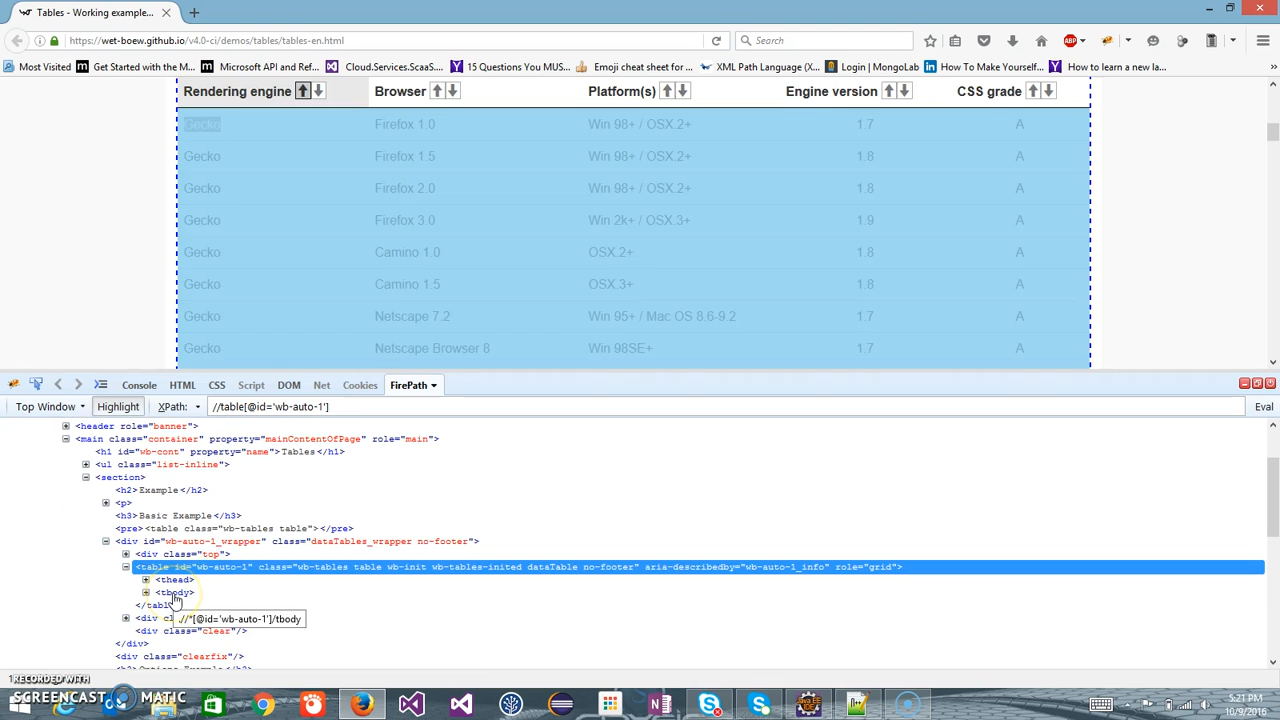 Tables - Working example...
https://wet-boew.github.io/v4.0-ci/demos/tables/tables-en.html
Search
ABP
Most Visited Get Started with the M... Microsoft API and Ref... Cloud.Services.ScaaS... 15 Questions You MUS... Emoji cheat sheet for ... XML Path Language (X... Login | MongoLab How To Make Yourself... How to learn a new la...
Rendering engine Browser Platform(s) Engine version CSS grade
Gecko Firefox 1.0 Win 98+ / OSX.2+ 1.7 A
Gecko Firefox 1.5 Win 98+ / OSX.2+ 1.8 A
Gecko Firefox 2.0 Win 98+ / OSX.2+ 1.8 A
Gecko Firefox 3.0 Win 2k+ / OSX.3+ 1.9 A
Gecko Camino 1.0 OSX.2+ 1.8 A
Gecko Camino 1.5 OSX.3+ 1.8 A
Gecko Netscape 7.2 Win 95+ / Mac OS 8.6-9.2 1.7 A
Gecko Netscape Browser 8 Win 98SE+ 1.7 A
Console HTML CSS Script DOM Net Cookies FirePath
Top Window Highlight XPath: //table[@id='wb-auto-1'] Eval
<header role="banner">
<main class="container" property="mainContentOfPage" role="main">
<h1 id="wb-cont" property="name">Tables</h1>
<ul class="list-inline">
<section>
<h2>Example</h2>
<p>
<h3>Basic Example</h3>
<pre><table class="wb-tables table"></pre>
<div id="wb-auto-1_wrapper" class="dataTables_wrapper no-footer">
<div class="top">
<table id="wb-auto-1" class="wb-tables table wb-init wb-tables-inited dataTable no-footer" aria-describedby="wb-auto-1_info" role="grid">
<thead>
<tbody>
</tabl
<div cl .//*[@id='wb-auto-1']/tbody
<div class="clear"/>
</div>
<div class="clearfix"/>
<h2>Options Example</h2>
RECORDED WITH
SCREENCAST MATIC
5:21 PM
10/9/2016